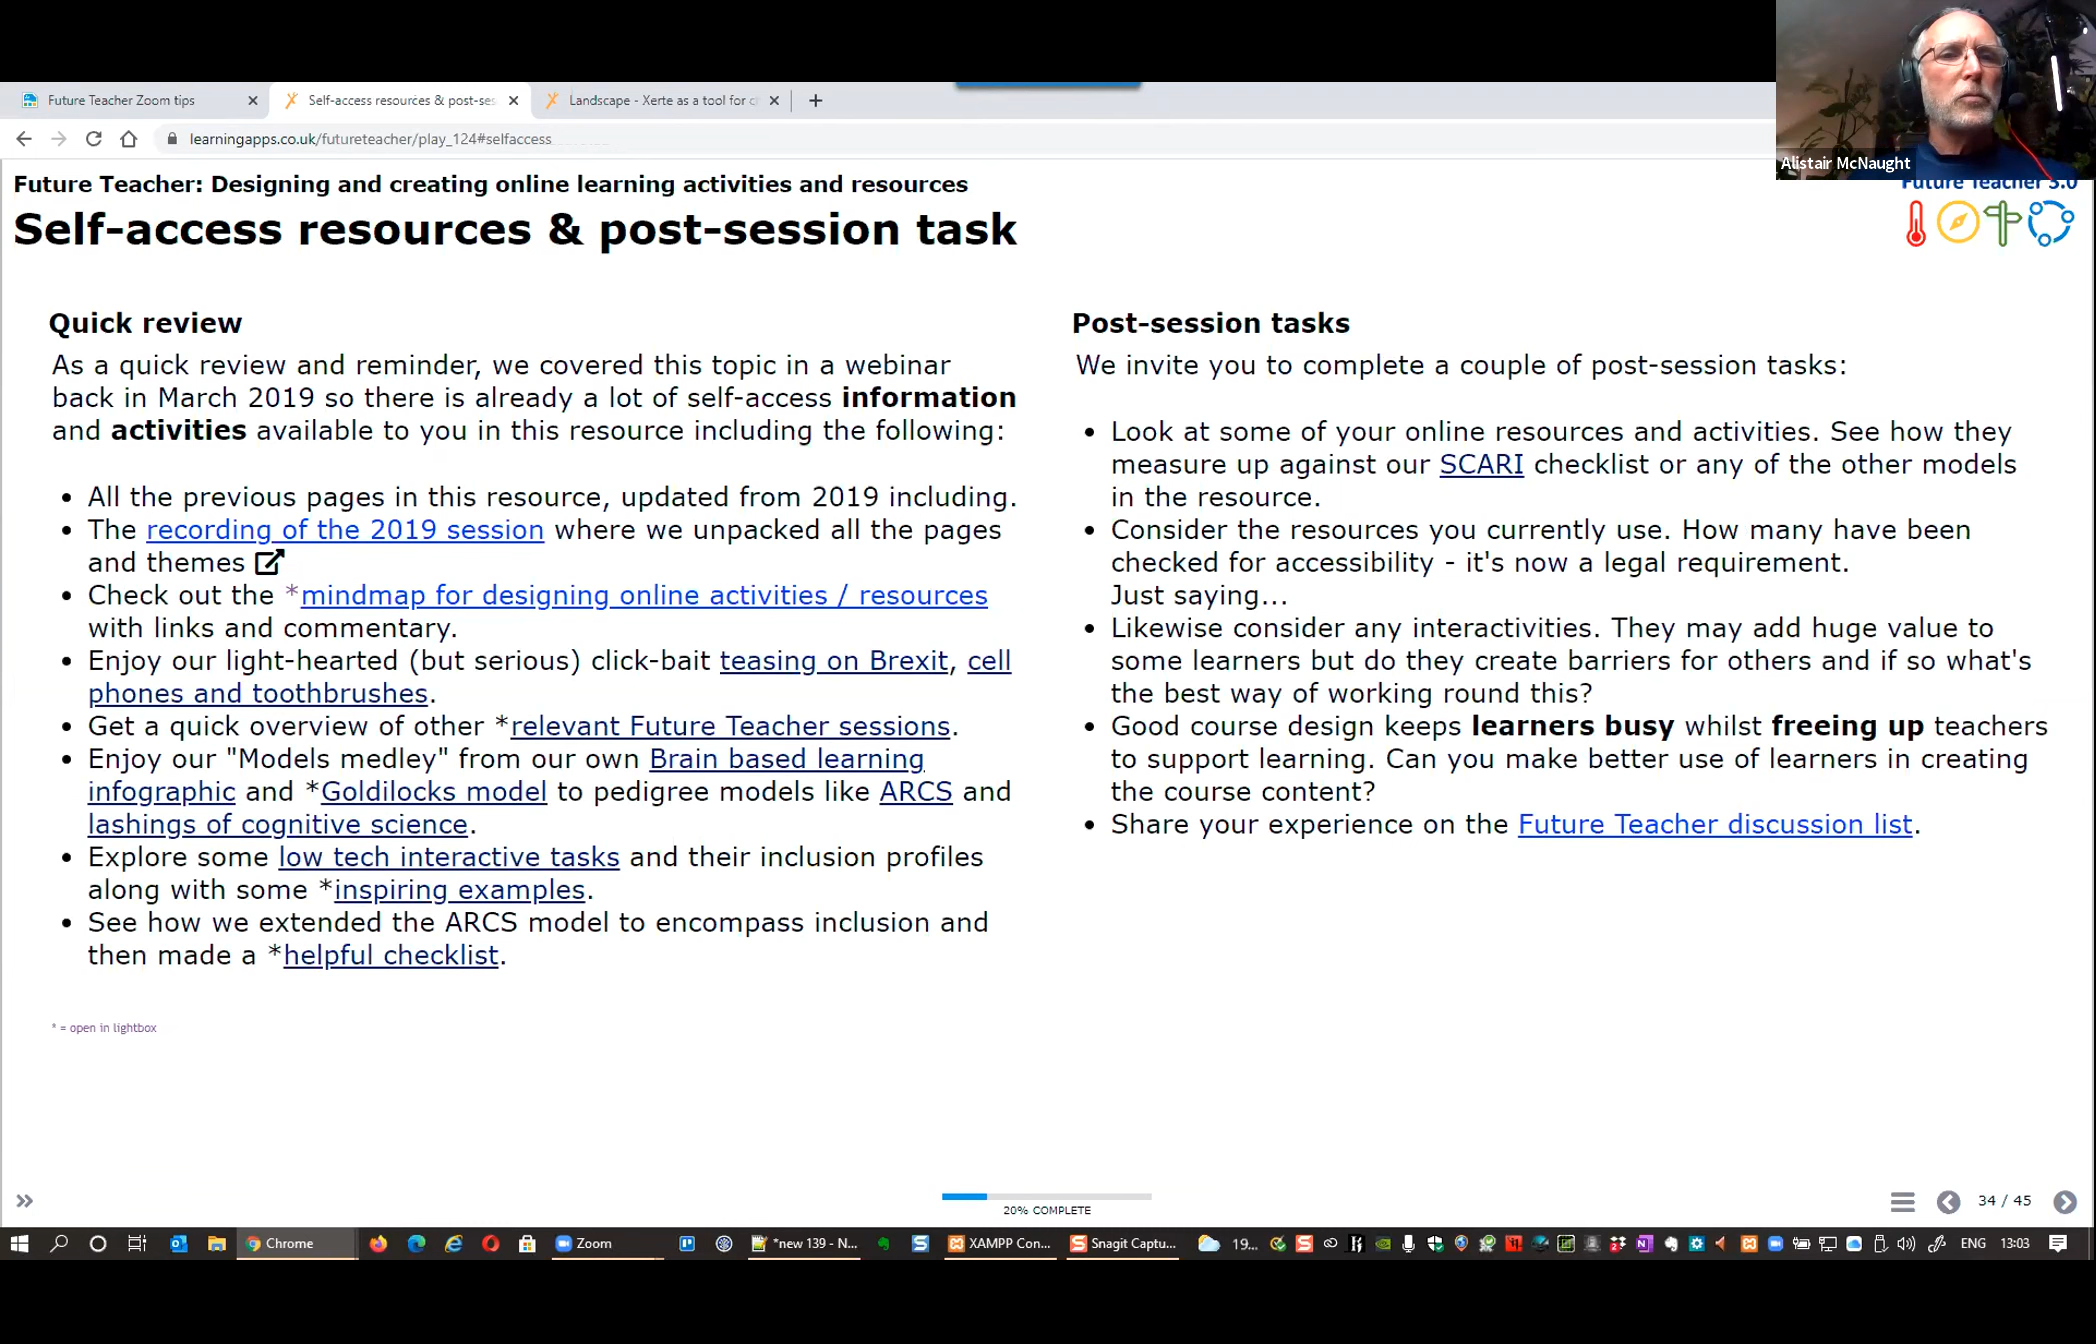 Alistair McNaught
Future Teacher Zoom tips
Self-access resources & post-ses
Landscape - Xerte as a tool for c
learningapps.co.uk/futureteacher/play_124#selfaccess
Future Teacher: Designing and creating online learning activities and resources
Future Teacher 3.0
Self-access resources & post-session task
Quick review
As a quick review and reminder, we covered this topic in a webinar
back in March 2019 so there is already a lot of self-access information
and activities available to you in this resource including the following:
• All the previous pages in this resource, updated from 2019 including.
• The recording of the 2019 session where we unpacked all the pages
and themes
• Check out the *mindmap for designing online activities / resources
with links and commentary.
• Enjoy our light-hearted (but serious) click-bait teasing on Brexit, cell
phones and toothbrushes.
• Get a quick overview of other *relevant Future Teacher sessions.
• Enjoy our "Models medley" from our own Brain based learning
infographic and *Goldilocks model to pedigree models like ARCS and
lashings of cognitive science.
• Explore some low tech interactive tasks and their inclusion profiles
along with some *inspiring examples.
• See how we extended the ARCS model to encompass inclusion and
then made a *helpful checklist.
* = open in lightbox
Post-session tasks
We invite you to complete a couple of post-session tasks:
• Look at some of your online resources and activities. See how they
measure up against our SCARI checklist or any of the other models
in the resource.
• Consider the resources you currently use. How many have been
checked for accessibility - it's now a legal requirement.
Just saying...
• Likewise consider any interactivities. They may add huge value to
some learners but do they create barriers for others and if so what's
the best way of working round this?
• Good course design keeps learners busy whilst freeing up teachers
to support learning. Can you make better use of learners in creating
the course content?
• Share your experience on the Future Teacher discussion list.
20% COMPLETE
34 / 45
Chrome
Zoom
*new 139 - N...
XAMPP Con...
Snagit Captu...
19...
ENG
13:03